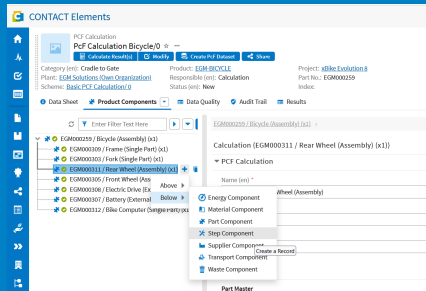 CONTACT Elements
PCF Calculation
PCF Calculation Bicycle/0
Calculate Result(s) Modify Create PcF Dataset Share
Category (en): Cradle to Gate Product: EGM-BICYCLE Project: xBike Evolution 8
Plant: EGM Solutions (Own Organization) Responsible (en): Calculation Part No.: EGM000259
Scheme: Basic PCF Calculation/ 0 Status (en): New Index:
Data Sheet Product Components Data Quality Audit Trail Results
Enter Filter Text Here
EGM000259 / Bicycle (Assembly)
EGM000259 / Bicycle (Assembly) (x1)
EGM000309 / Frame (Single Part) (x1)
EGM000303 / Fork (Single Part) (x1)
EGM000311 / Rear Wheel (Assembly) (x1)
EGM000305 / Front Wheel (Ass
EGM000308 / Electric Drive (Ex
EGM000307 / Battery (External
EGM000312 / Bike Computer (Single Part) (x1)
Calculation (EGM000311 / Rear Wheel (Assembly) (x1))
PCF Calculation
Name (en) *
Wheel (Assembly)
Above
Below
Energy Component
Material Component
Part Component
Step Component
Supplier Component
Transport Component
Waste Component
Create a Record
Part Master